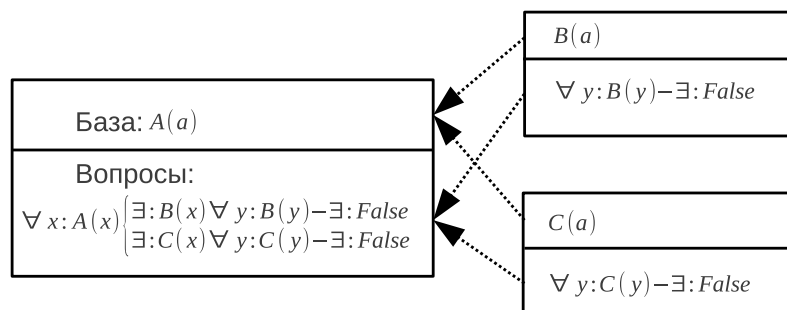 База: A(a)
Вопросы:
∀ x: A(x) { ∃: B(x) ∀ y: B(y) − ∃: False
∃: C(x) ∀ y: C(y) − ∃: False
B(a)
∀ y: B(y) − ∃: False
C(a)
∀ y: C(y) − ∃: False